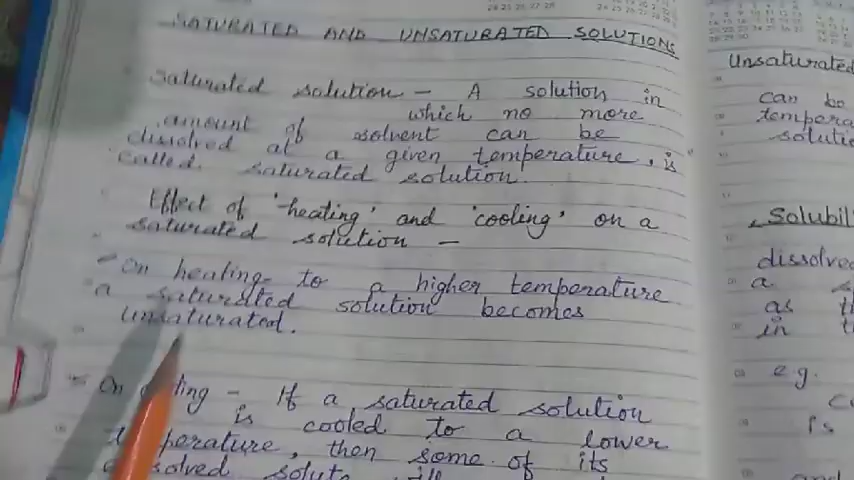 SATURATED AND UNSATURATED SOLUTIONS
Saturated solution - A solution in
which no more
amount of solvent can be
dissolved at a given temperature, is
called saturated solution.
Effect of 'heating' and 'cooling' on a
saturated solution -
On heating to a higher temperature
a saturated solution becomes
unsaturated.
On - If a saturated solution
is cooled to a lower
, then some of its
Unsaturated
can be
solutio
Solubil
dissolve
a
as
in
e.g.
is
and